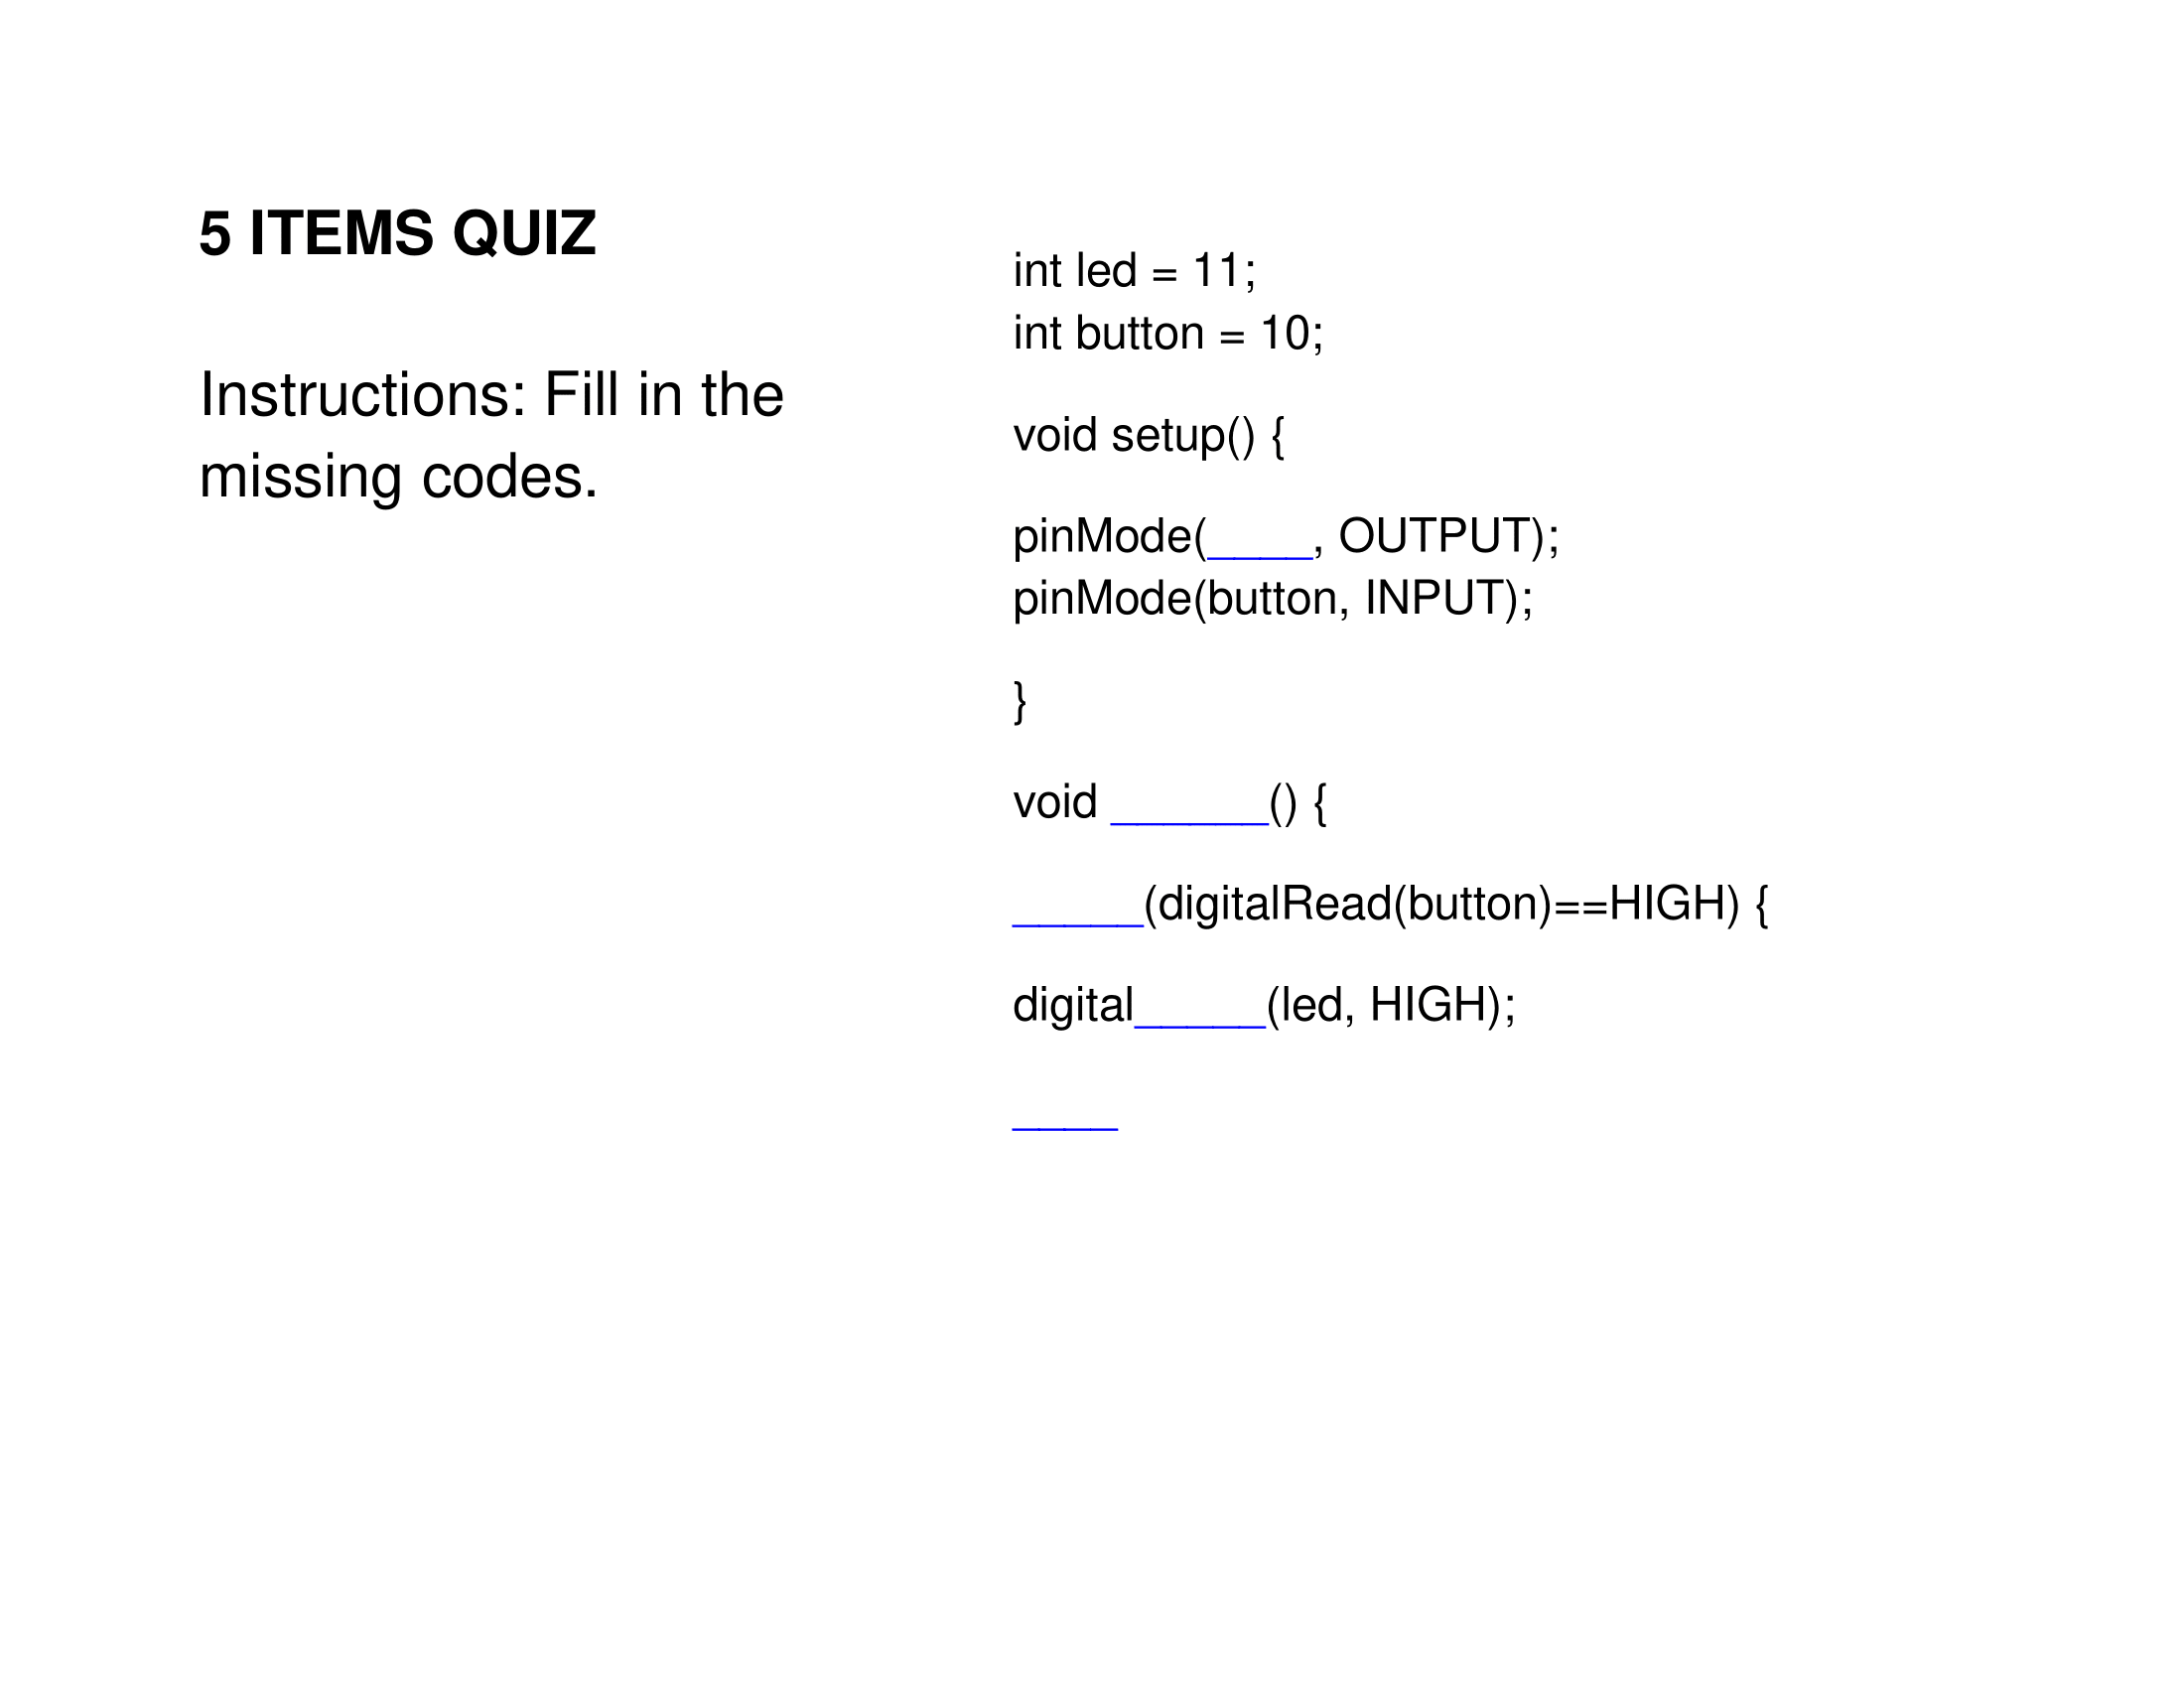 5 ITEMS QUIZ
Instructions: Fill in the
missing codes.
int led = 11;
int button = 10;
void setup() {
pinMode(____, OUTPUT);
pinMode(button, INPUT);
}
void ______() {
_____(digitalRead(button)==HIGH) {
digital_____(led, HIGH);
____